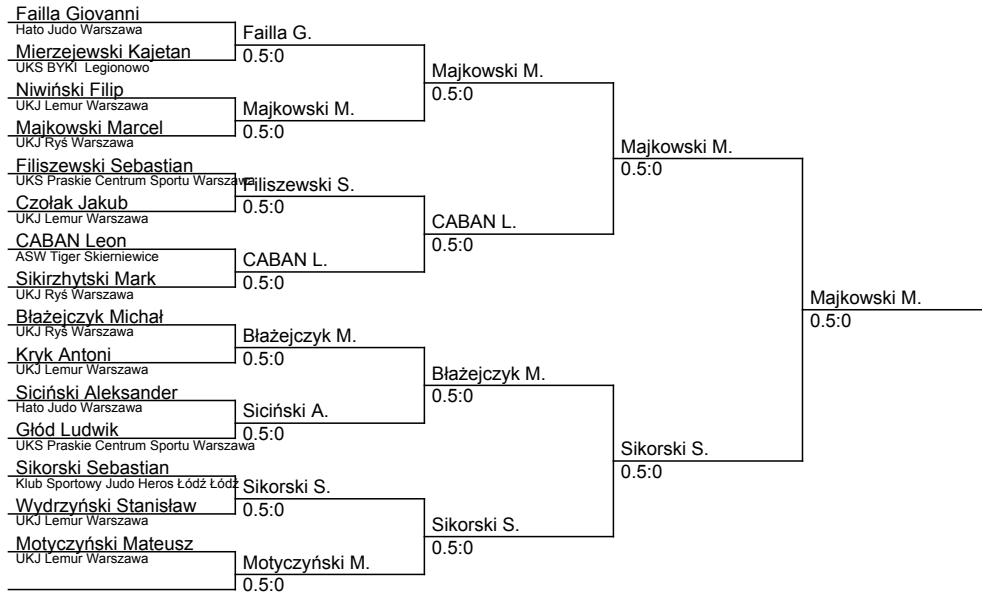 Failla Giovanni
Hato Judo Warszawa
Mierzejewski Kajetan
UKS BYKI  Legionowo
Niwiński Filip
UKJ Lemur Warszawa
Majkowski Marcel
UKJ Ryś Warszawa
Filiszewski Sebastian
UKS Praskie Centrum Sportu Warszawa
Czołak Jakub
UKJ Lemur Warszawa
CABAN Leon
ASW Tiger Skierniewice
Sikirzhytski Mark
UKJ Ryś Warszawa
Błażejczyk Michał
UKJ Ryś Warszawa
Kryk Antoni
UKJ Lemur Warszawa
Siciński Aleksander
Hato Judo Warszawa
Głód Ludwik
UKS Praskie Centrum Sportu Warszawa
Sikorski Sebastian
Klub Sportowy Judo Heros Łódź Łódź
Wydrzyński Stanisław
UKJ Lemur Warszawa
Motyczyński Mateusz
UKJ Lemur Warszawa
Failla G.
0.5:0
Majkowski M.
0.5:0
Filiszewski S.
0.5:0
CABAN L.
0.5:0
Błażejczyk M.
0.5:0
Siciński A.
0.5:0
Sikorski S.
0.5:0
Motyczyński M.
0.5:0
Majkowski M.
0.5:0
CABAN L.
0.5:0
Błażejczyk M.
0.5:0
Sikorski S.
0.5:0
Majkowski M.
0.5:0
Sikorski S.
0.5:0
Majkowski M.
0.5:0